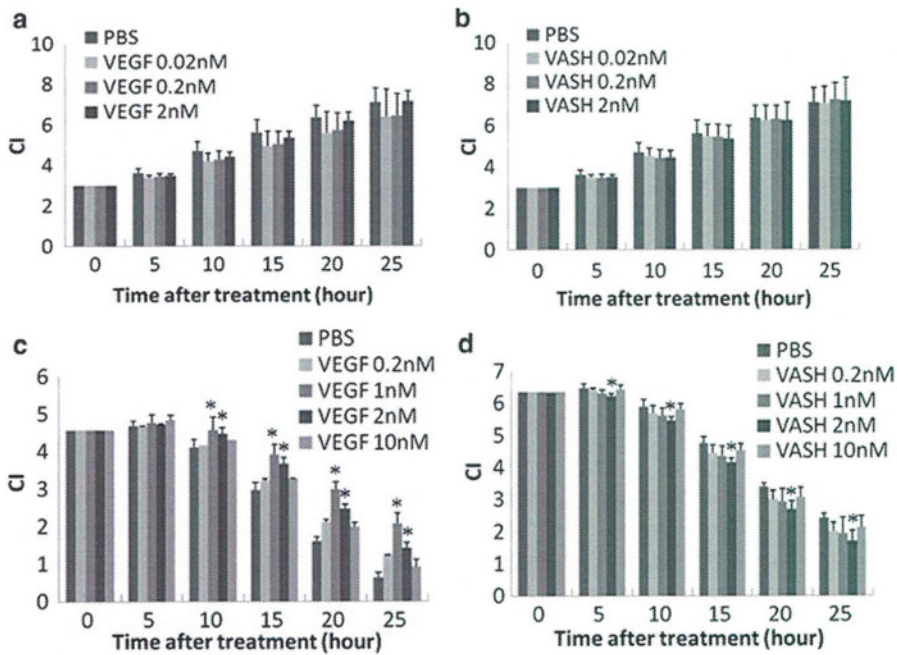 a
PBS
VEGF 0.02nM
VEGF 0.2nM
VEGF 2nM
10
8
6
4
2
0
CI
0 5 10 15 20 25
Time after treatment (hour)
b
PBS
VASH 0.02nM
VASH 0.2nM
VASH 2nM
10
8
6
4
2
0
CI
0 5 10 15 20 25
Time after treatment (hour)
c
PBS
VEGF 0.2nM
VEGF 1nM
VEGF 2nM
VEGF 10nM
6
5
4
3
2
1
0
CI
* *
* *
* *
* *
0 5 10 15 20 25
Time after treatment (hour)
d
PBS
VASH 0.2nM
VASH 1nM
VASH 2nM
VASH 10nM
7
6
5
4
3
2
1
0
CI
*
*
*
*
*
0 5 10 15 20 25
Time after treatment (hour)